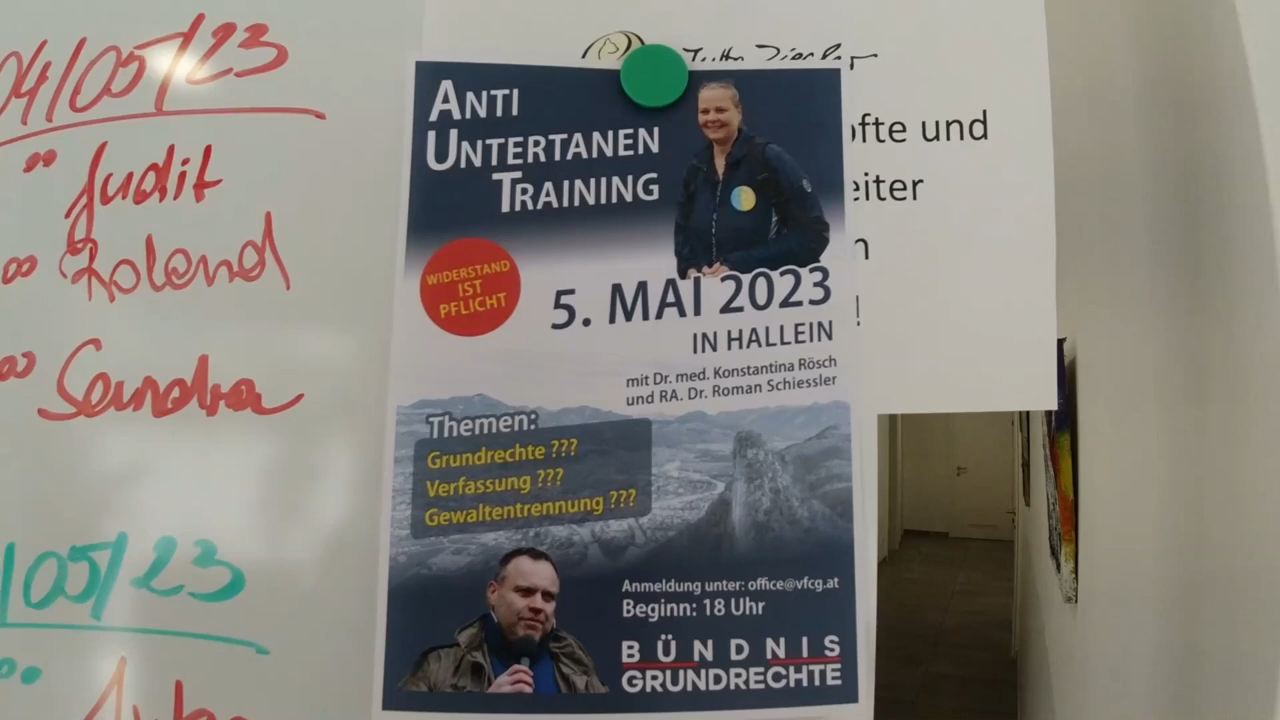 04/05/23
Judit
Roland
Sandra
/05/23
ANTI
UNTERTANEN
TRAINING
WIDERSTAND
IST
PFLICHT
5. MAI 2023
IN HALLEIN
mit Dr. med. Konstantina Rösch
und RA. Dr. Roman Schiessler
Themen:
Grundrechte ???
Verfassung ???
Gewaltentrennung ???
Anmeldung unter: office@vfcg.at
Beginn: 18 Uhr
BÜNDNIS
GRUNDRECHTE
ofte und
eiter
n
!